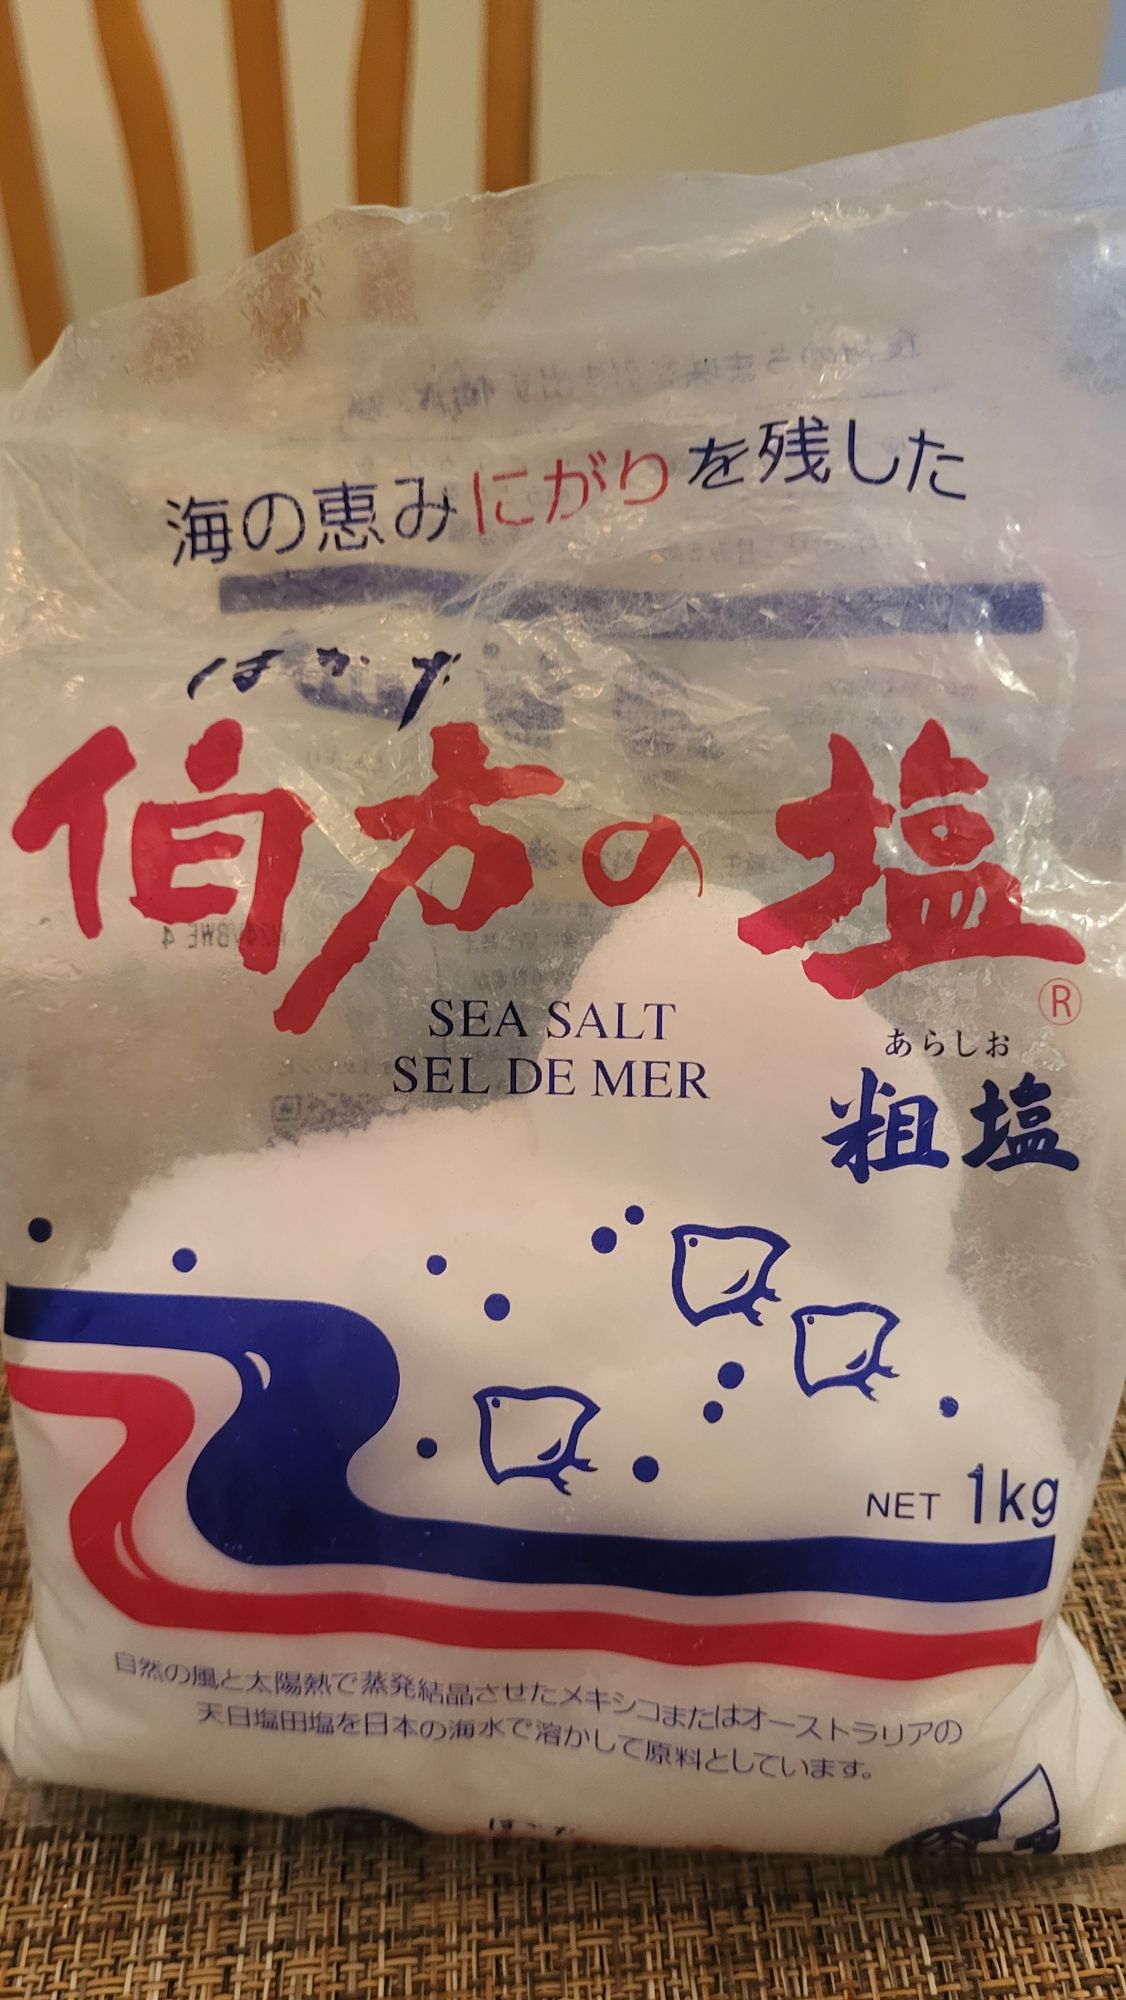 海の恵みにがりを残した
はかた
伯方の塩
®
SEA SALT
SEL DE MER
あらしお
粗塩
NET 1kg
自然の風と太陽熱で蒸発結晶させたメキシコまたはオーストラリアの
天日塩田塩を日本の海水で溶かして原料としています。
はかた